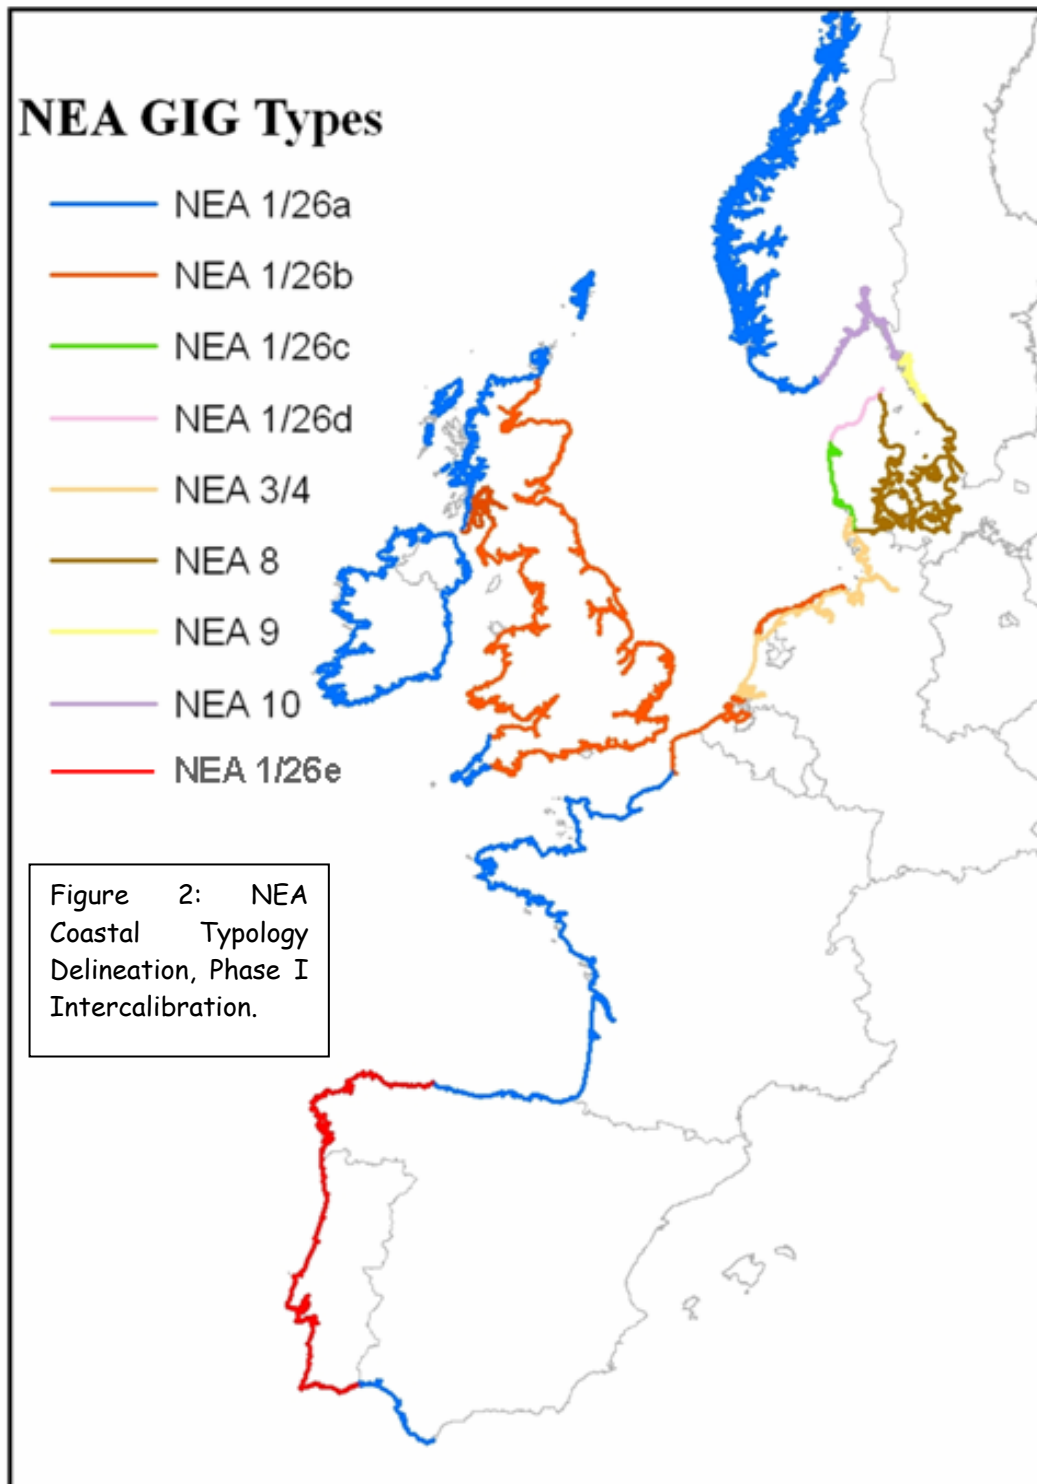 NEA GIG Types
NEA 1/26a
NEA 1/26b
NEA 1/26c
NEA 1/26d
NEA 3/4
NEA 8
NEA 9
NEA 10
NEA 1/26e
Figure 2: NEA
Coastal Typology
Delineation, Phase I
Intercalibration.